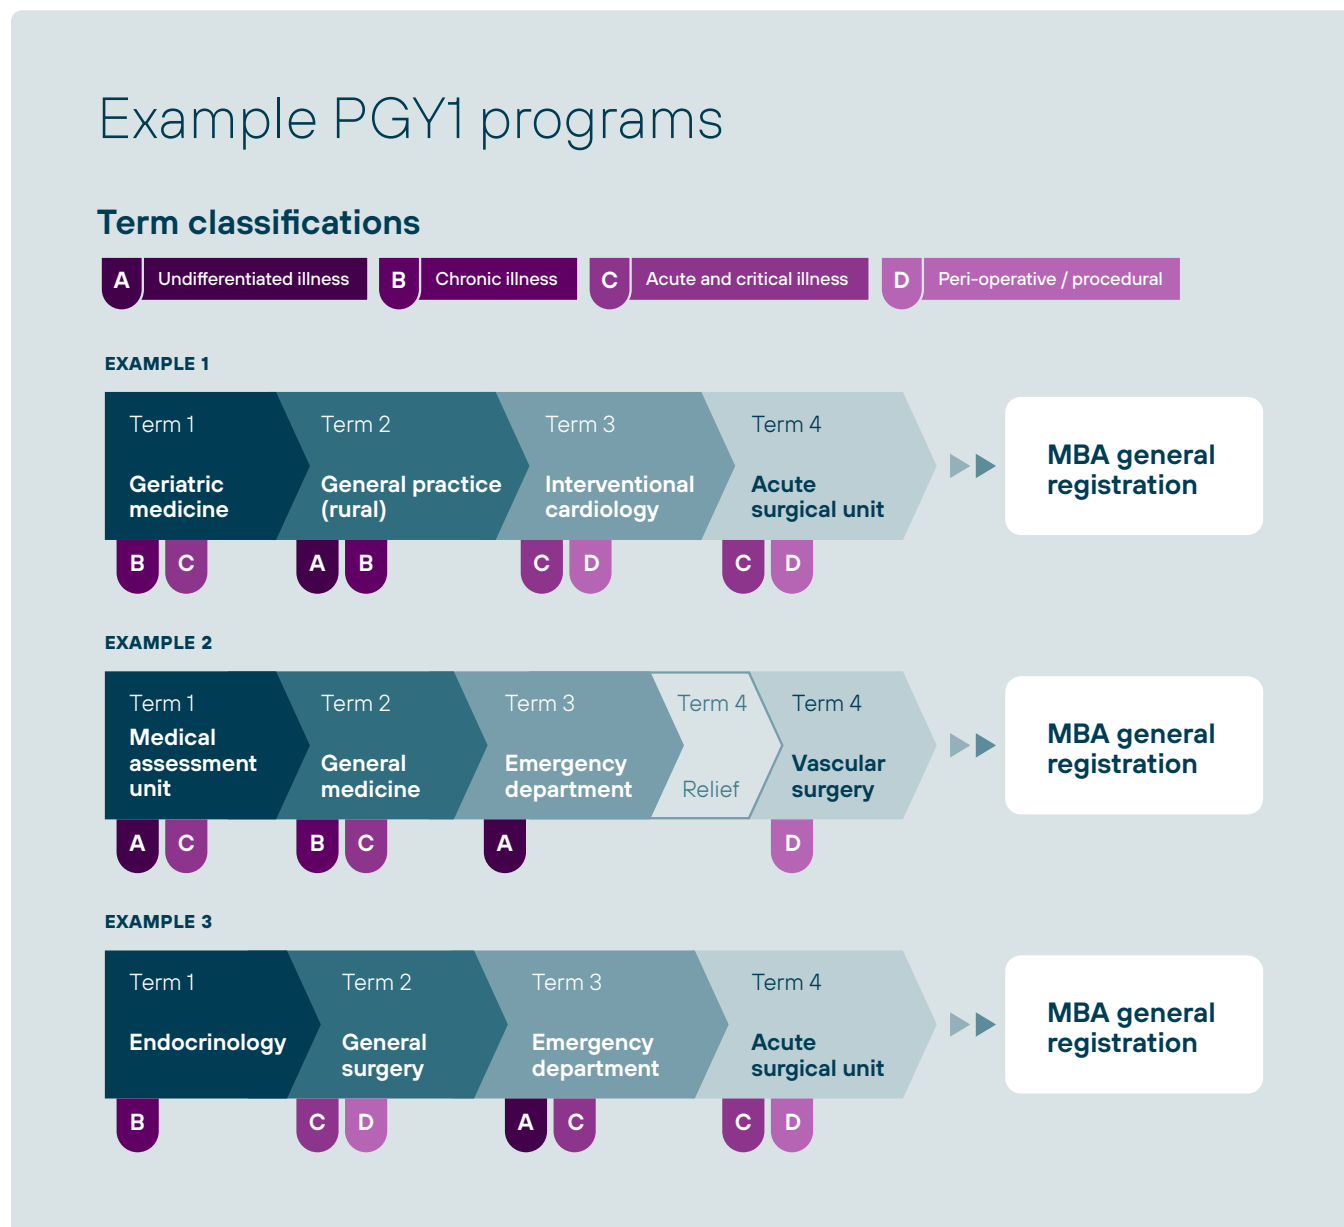 Example PGY1 programs
Term classifications
A Undifferentiated illness B Chronic illness C Acute and critical illness D Peri-operative / procedural
EXAMPLE 1
Term 1
Geriatric
medicine
B C
Term 2
General practice
(rural)
A B
Term 3
Interventional
cardiology
C D
Term 4
Acute
surgical unit
C D
MBA general
registration
EXAMPLE 2
Term 1
Medical
assessment
unit
A C
Term 2
General
medicine
B C
Term 3
Emergency
department
A
Term 4
Relief
Term 4
Vascular
surgery
D
MBA general
registration
EXAMPLE 3
Term 1
Endocrinology
B
Term 2
General
surgery
C D
Term 3
Emergency
department
A C
Term 4
Acute
surgical unit
C D
MBA general
registration